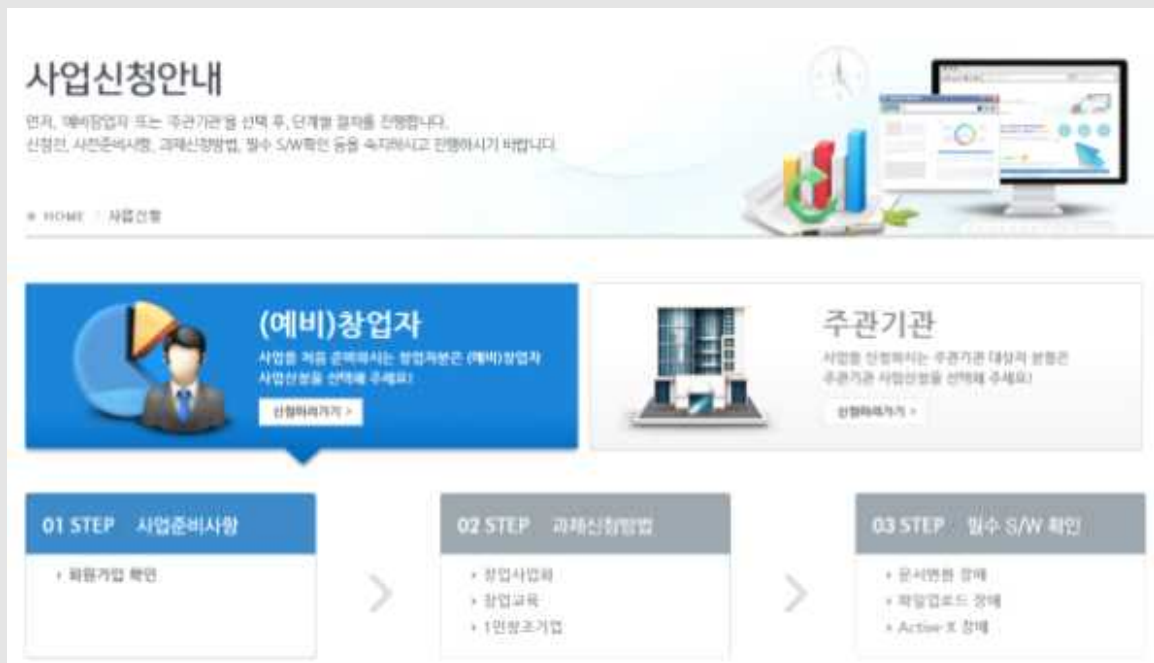 사업신청안내
먼저, '예비창업자' 또는 '주관기관'을 선택 후, 단계별 절차를 진행합니다.
신청전, 사전준비사항, 과제신청방법, 필수 S/W확인 등을 숙지하시고 진행하시기 바랍니다.
HOME 사업신청
(예비)창업자
사업을 처음 준비하시는 창업자분은 (예비)창업자
사업신청을 선택해 주세요!
신청하러가기 >
주관기관
사업을 신청하시는 주관기관 대상자 분들은
주관기관 사업신청을 선택해 주세요!
신청하러가기 >
01 STEP 사업준비사항
회원가입 확인
02 STEP 과제신청방법
창업사업화
창업교육
1인창조기업
03 STEP 필수 S/W 확인
문서변환 장애
파일업로드 장애
Active-X 장애